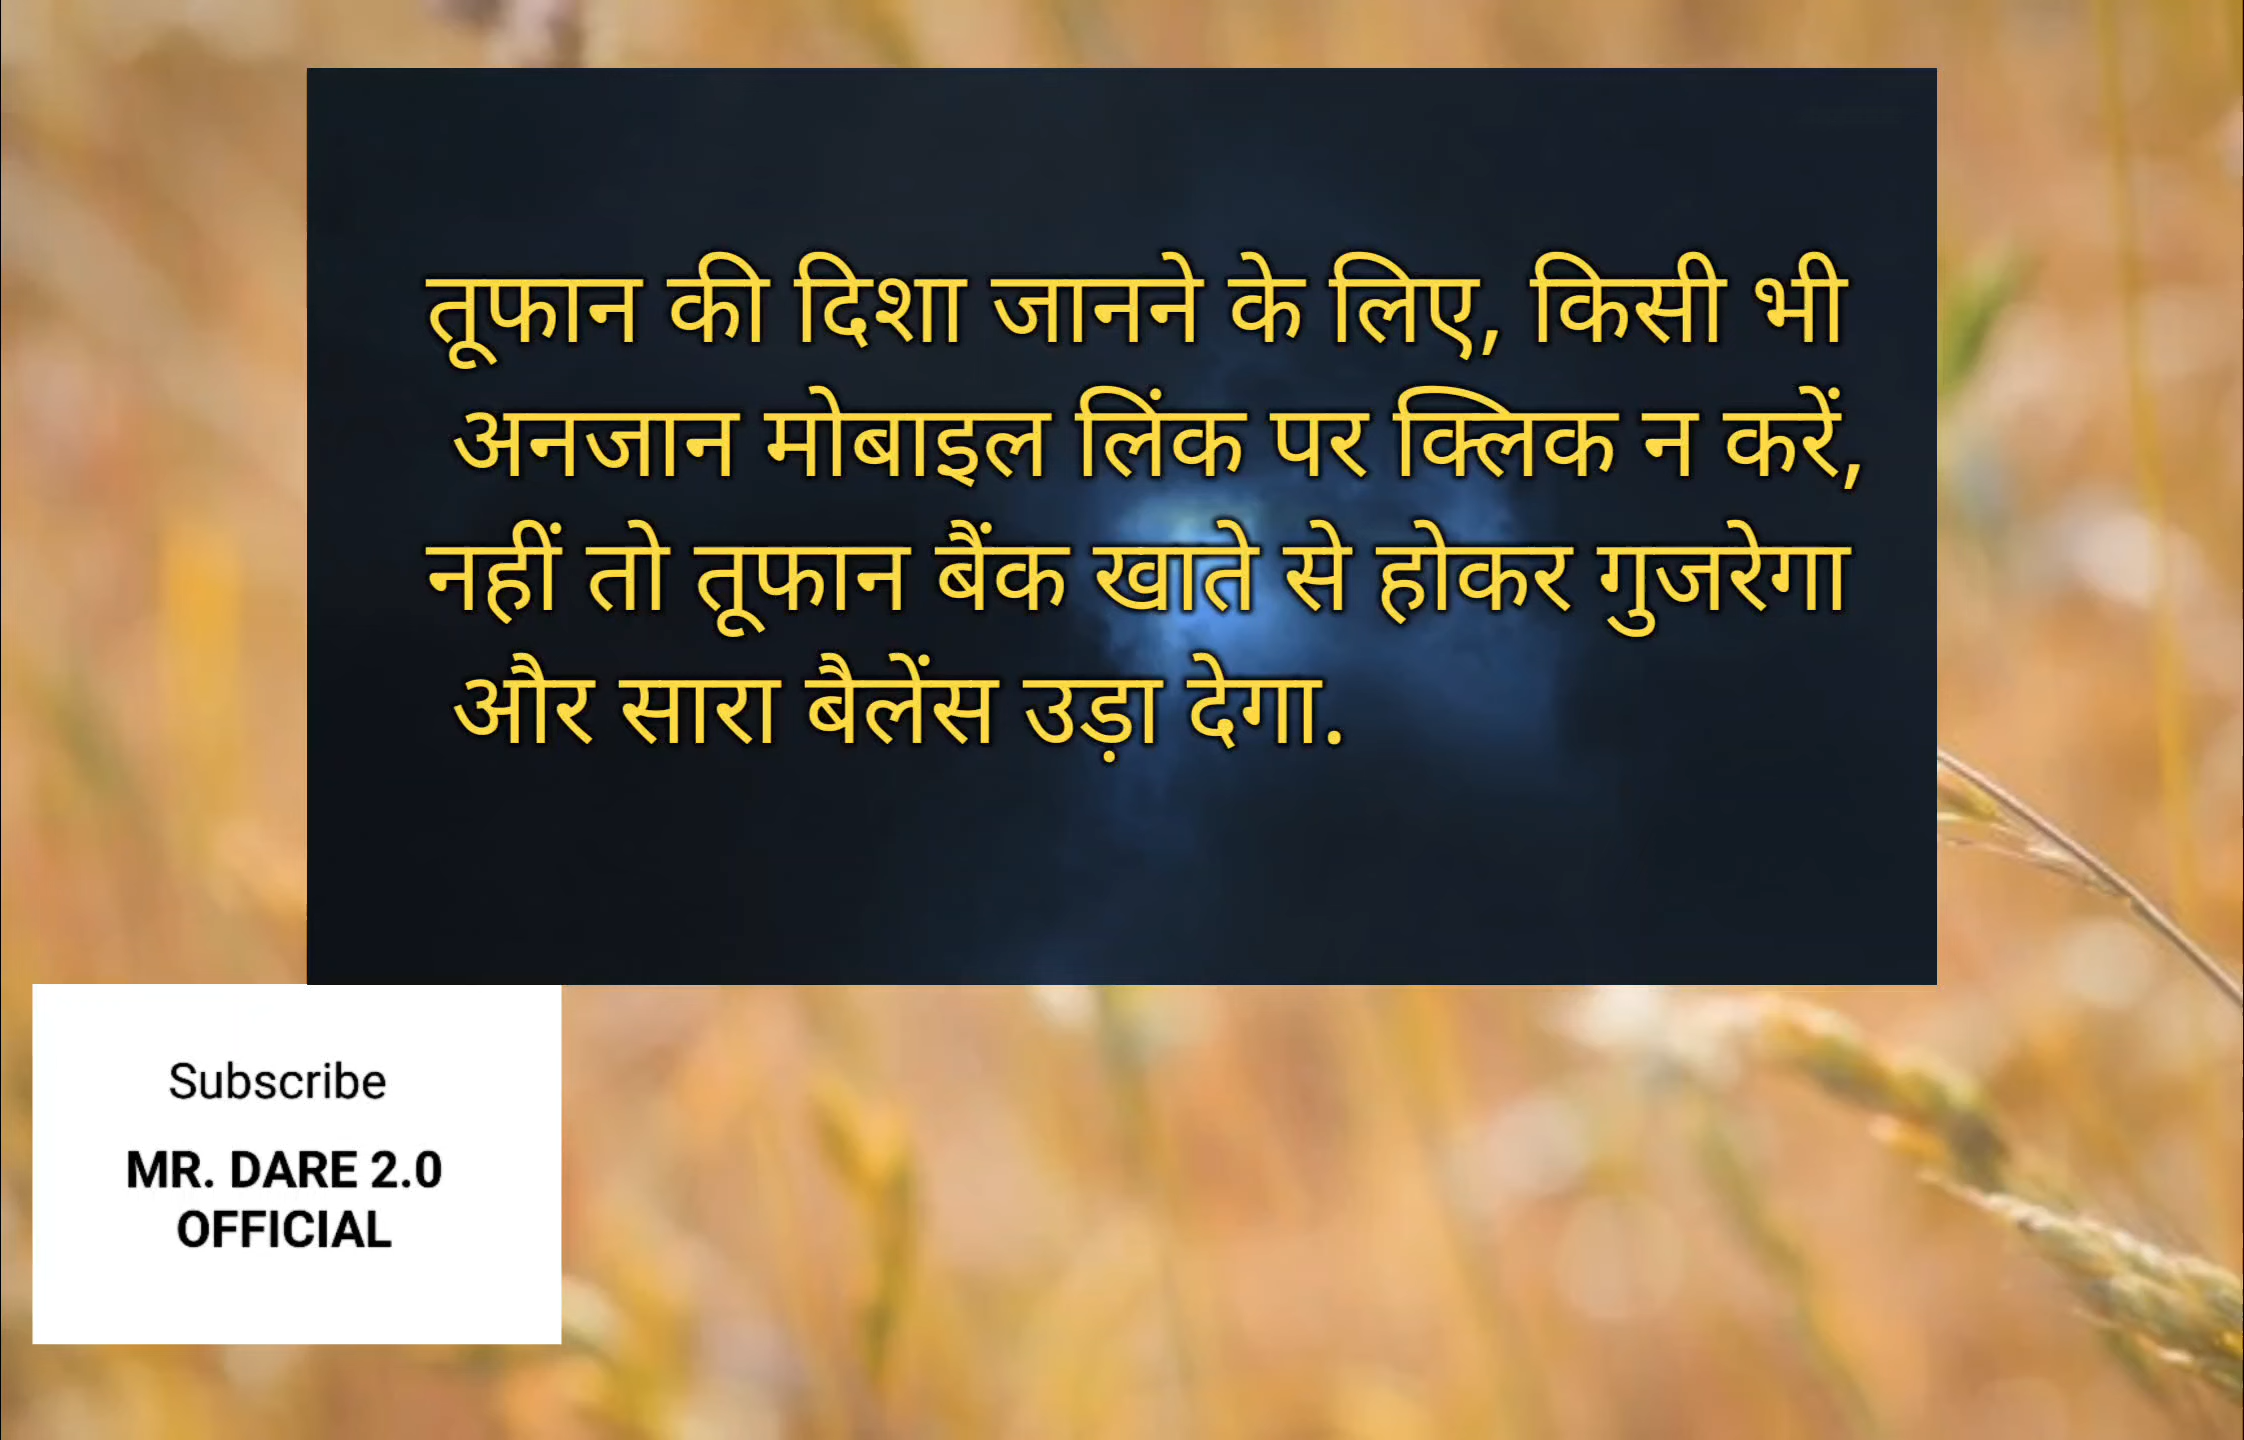 तूफान की दिशा जानने के लिए, किसी भी
अनजान मोबाइल लिंक पर क्लिक न करें,
नहीं तो तूफान बैंक खाते से होकर गुजरेगा
और सारा बैलेंस उड़ा देगा.
Subscribe
MR. DARE 2.0
OFFICIAL